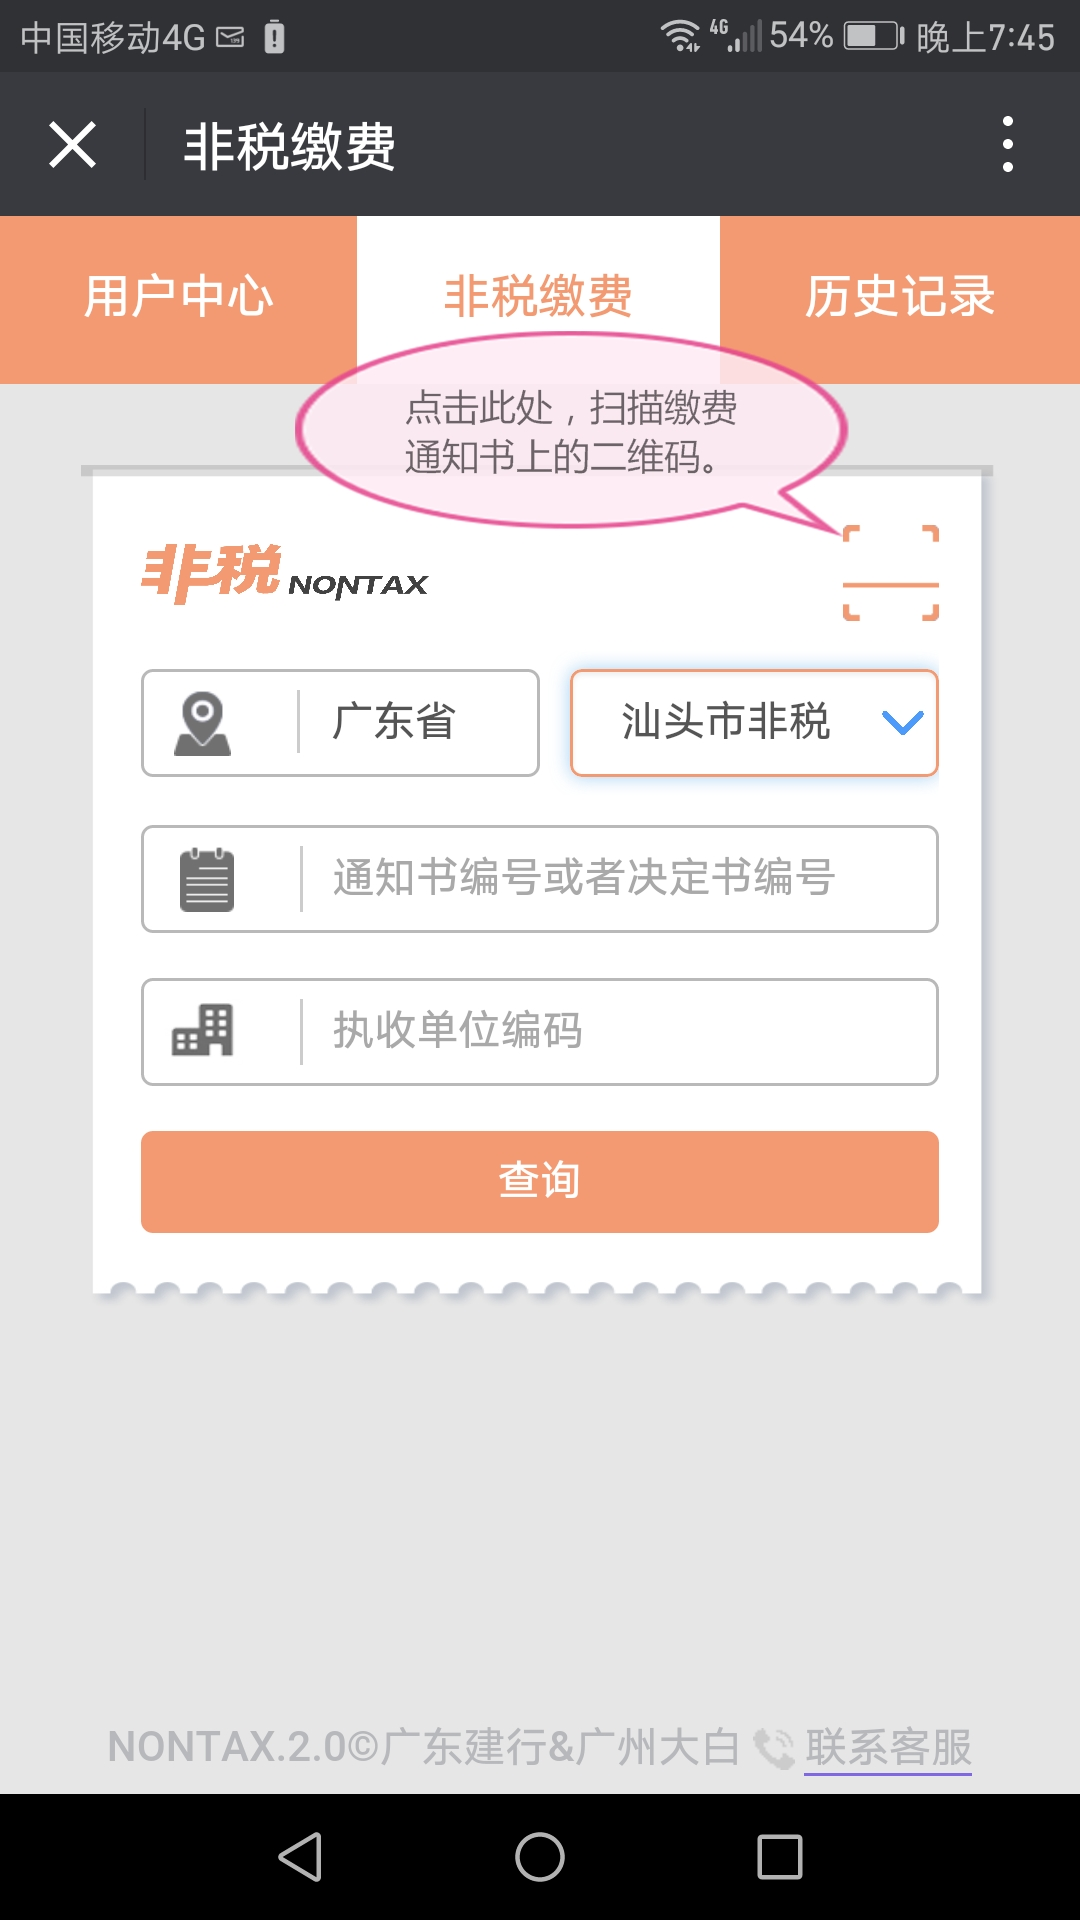 中国移动4G
4G 54% 晚上7:45
非税缴费
用户中心 非税缴费 历史记录
点击此处，扫描缴费
通知书上的二维码。
非税 NONTAX
广东省 汕头市非税
通知书编号或者决定书编号
执收单位编码
查询
NONTAX.2.0©广东建行&广州大白 联系客服